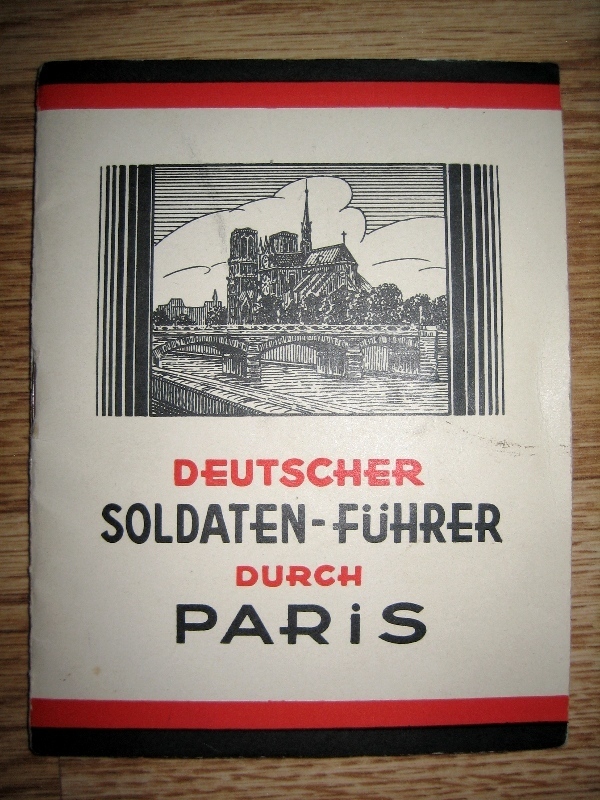 DEUTSCHER
SOLDATEN-FÜHRER
DURCH
PARiS